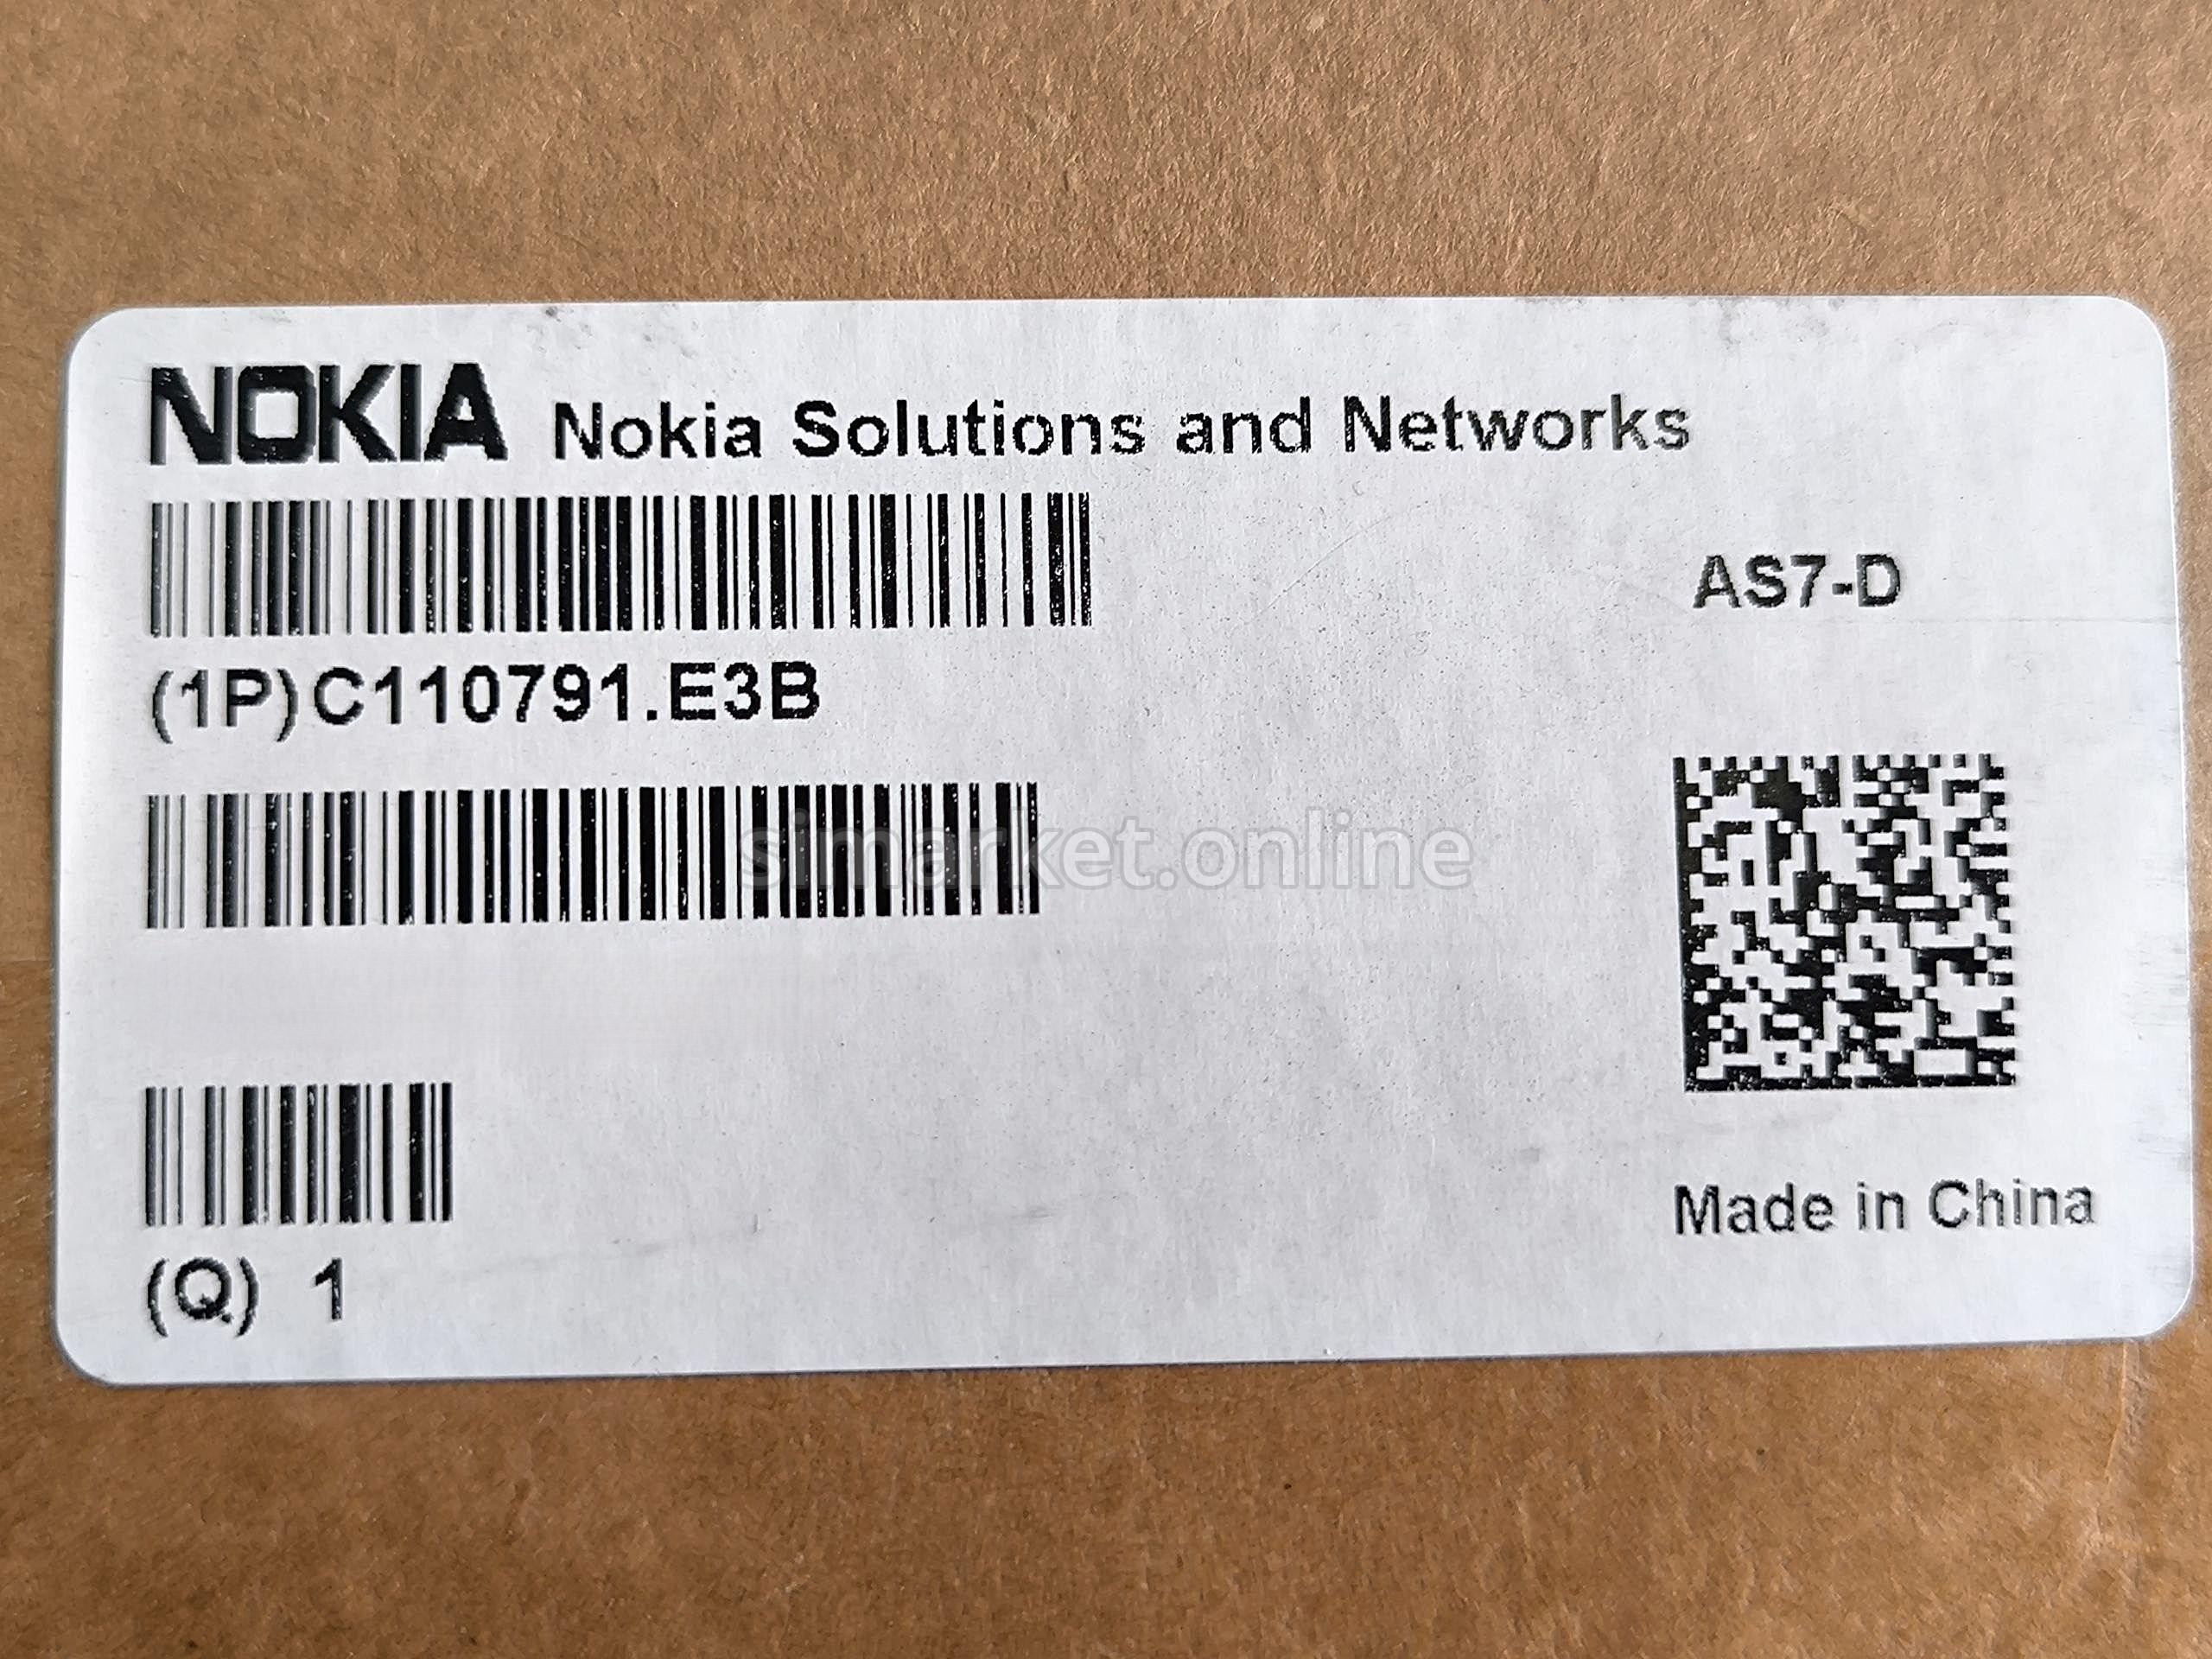 NOKIA Nokia Solutions and Networks
AS7-D
(1P)C110791.E3B
simarket.online
Made in China
(Q) 1